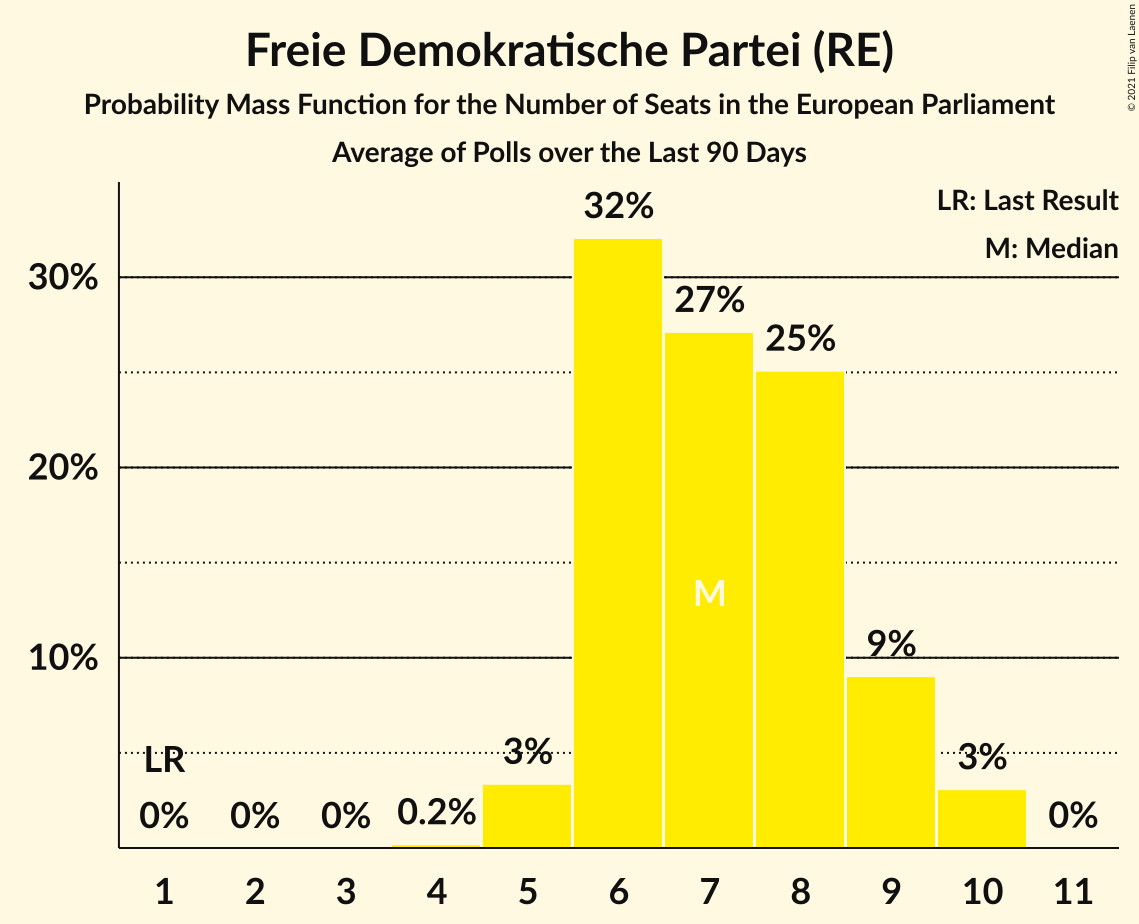 Freie Demokratische Partei (RE)
Probability Mass Function for the Number of Seats in the European Parliament
Average of Polls over the Last 90 Days
© 2021 Filip van Laenen
LR: Last Result
M: Median
32%
30%
27%
25%
20%
M
10%
9%
LR
3%
3%
0%
0%
0%
0.2%
0%
1 2 3 4 5 6 7 8 9 10 11